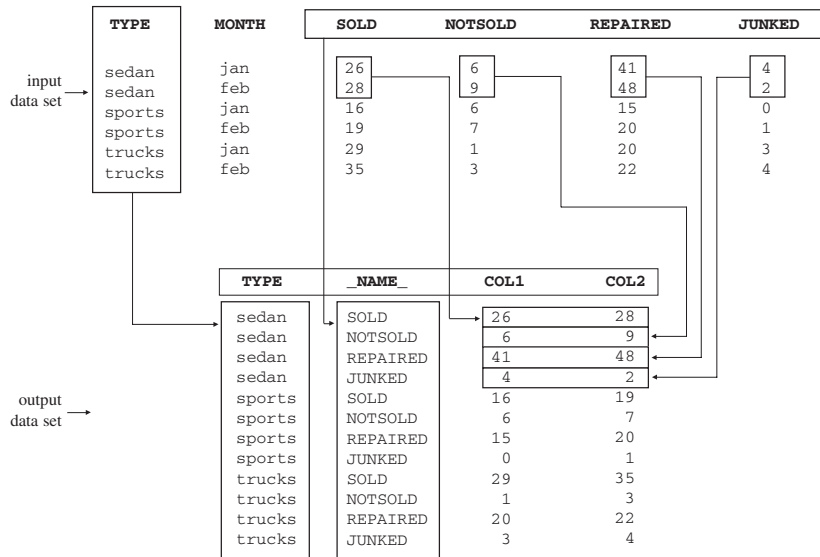 TYPE MONTH SOLD NOTSOLD REPAIRED JUNKED
input
data set
sedan jan 26 6 41 4
sedan feb 28 9 48 2
sports jan 16 6 15 0
sports feb 19 7 20 1
trucks jan 29 1 20 3
trucks feb 35 3 22 4
TYPE _NAME_ COL1 COL2
output
data set
sedan SOLD 26 28
sedan NOTSOLD 6 9
sedan REPAIRED 41 48
sedan JUNKED 4 2
sports SOLD 16 19
sports NOTSOLD 6 7
sports REPAIRED 15 20
sports JUNKED 0 1
trucks SOLD 29 35
trucks NOTSOLD 1 3
trucks REPAIRED 20 22
trucks JUNKED 3 4